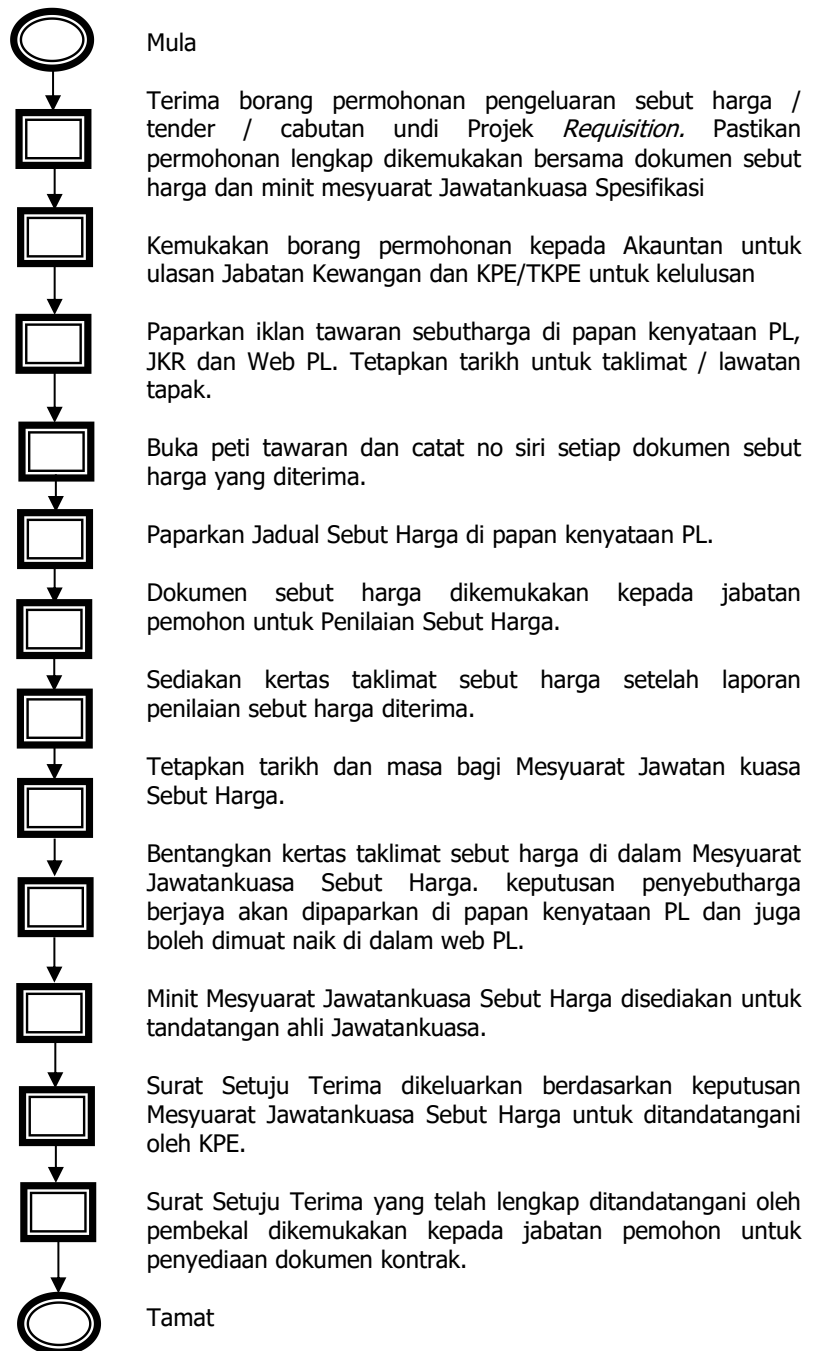 Mula
Terima borang permohonan pengeluaran sebut harga /
tender / cabutan undi Projek Requisition. Pastikan
permohonan lengkap dikemukakan bersama dokumen sebut
harga dan minit mesyuarat Jawatankuasa Spesifikasi
Kemukakan borang permohonan kepada Akauntan untuk
ulasan Jabatan Kewangan dan KPE/TKPE untuk kelulusan
Paparkan iklan tawaran sebutharga di papan kenyataan PL,
JKR dan Web PL. Tetapkan tarikh untuk taklimat / lawatan
tapak.
Buka peti tawaran dan catat no siri setiap dokumen sebut
harga yang diterima.
Paparkan Jadual Sebut Harga di papan kenyataan PL.
Dokumen sebut harga dikemukakan kepada jabatan
pemohon untuk Penilaian Sebut Harga.
Sediakan kertas taklimat sebut harga setelah laporan
penilaian sebut harga diterima.
Tetapkan tarikh dan masa bagi Mesyuarat Jawatan kuasa
Sebut Harga.
Bentangkan kertas taklimat sebut harga di dalam Mesyuarat
Jawatankuasa Sebut Harga. keputusan penyebutharga
berjaya akan dipaparkan di papan kenyataan PL dan juga
boleh dimuat naik di dalam web PL.
Minit Mesyuarat Jawatankuasa Sebut Harga disediakan untuk
tandatangan ahli Jawatankuasa.
Surat Setuju Terima dikeluarkan berdasarkan keputusan
Mesyuarat Jawatankuasa Sebut Harga untuk ditandatangani
oleh KPE.
Surat Setuju Terima yang telah lengkap ditandatangani oleh
pembekal dikemukakan kepada jabatan pemohon untuk
penyediaan dokumen kontrak.
Tamat